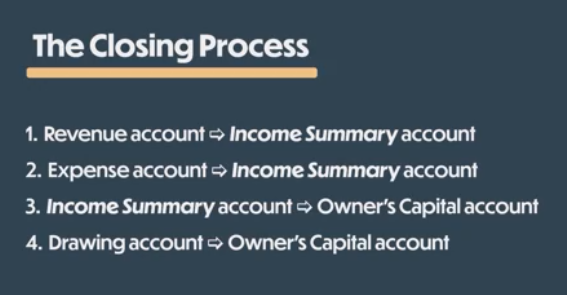 The Closing Process
1. Revenue account ⇨ Income Summary account
2. Expense account ⇨ Income Summary account
3. Income Summary account ⇨ Owner's Capital account
4. Drawing account ⇨ Owner's Capital account